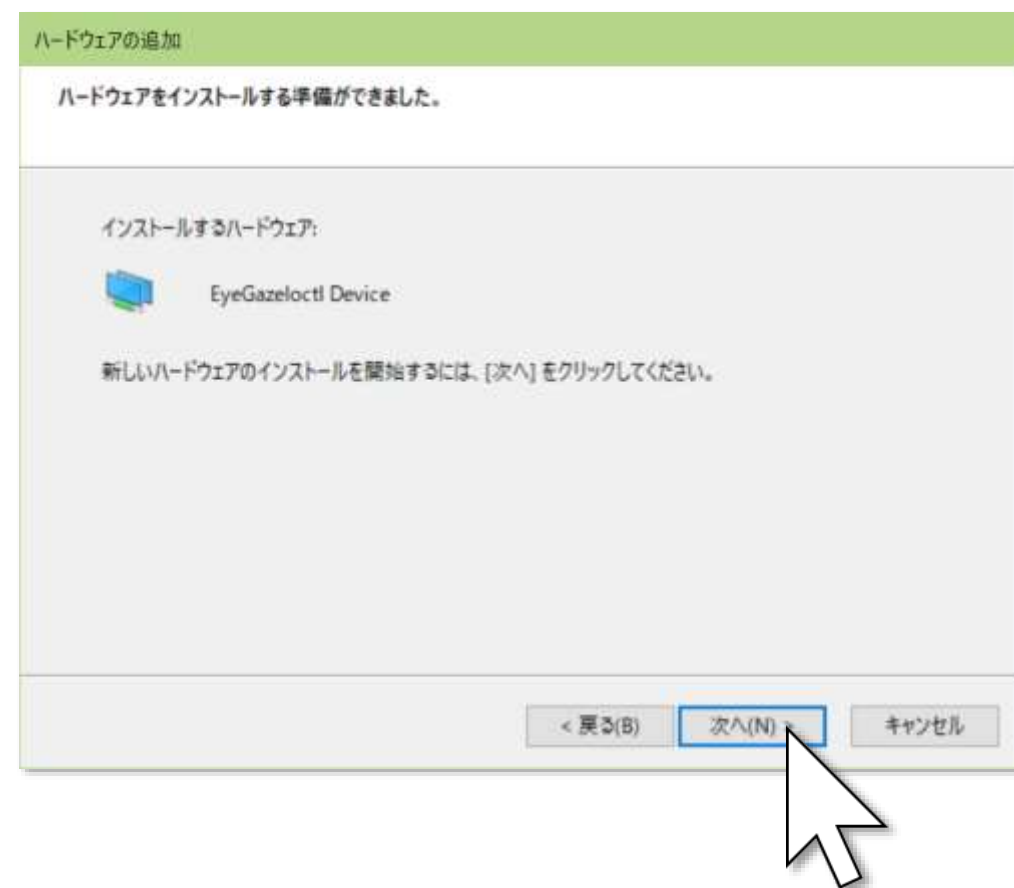 ハードウェアの追加
ハードウェアをインストールする準備ができました。
インストールするハードウェア:
EyeGazeIoctl Device
新しいハードウェアのインストールを開始するには、[次へ] をクリックしてください。
< 戻る(B) 次へ(N) > キャンセル